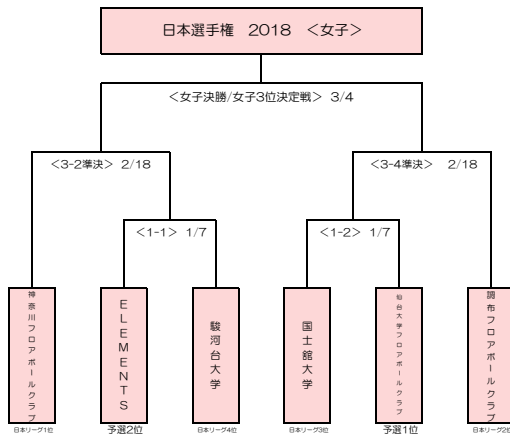 日本選手権 2018 <女子>
<女子決勝/女子3位決定戦> 3/4
<3-2準決> 2/18
<3-4準決> 2/18
<1-1> 1/7
<1-2> 1/7
神奈川フロアボールクラブ
ELEMENTS
駿河台大学
国士館大学
仙台大学フロアボールクラブ
調布フロアボールクラブ
日本リーグ1位
予選2位
日本リーグ4位
日本リーグ3位
予選1位
日本リーグ2位